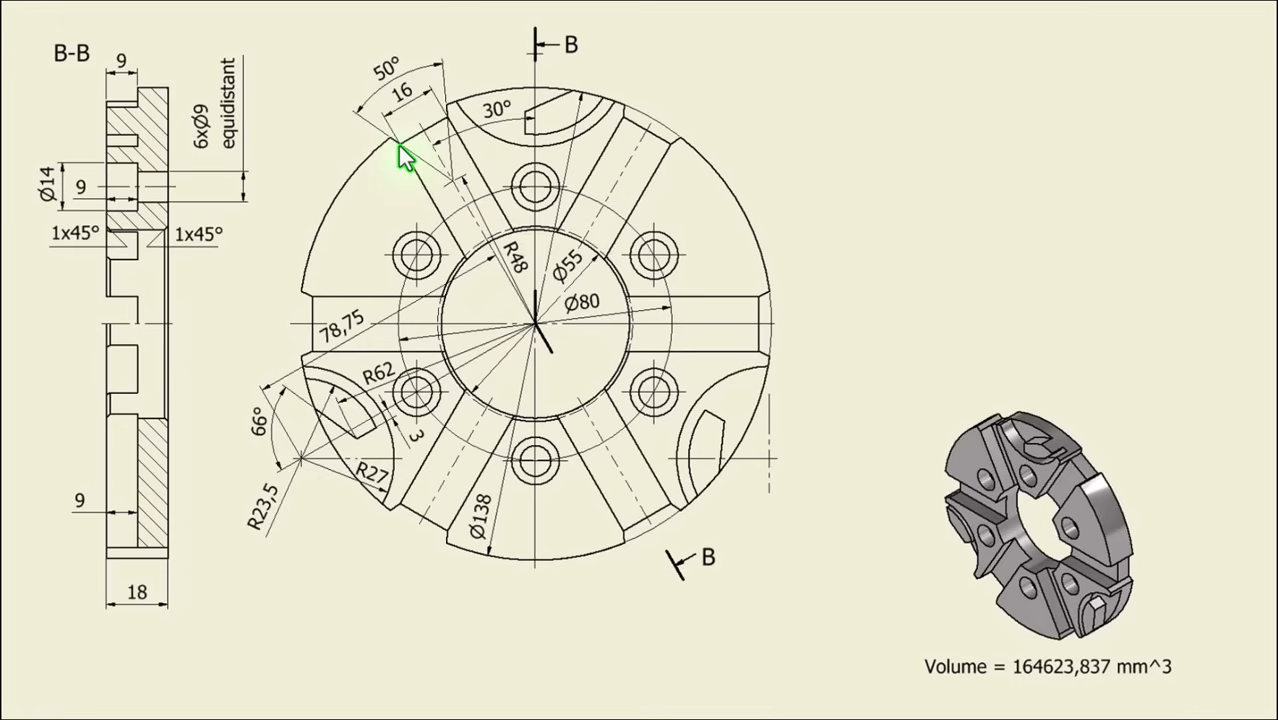 B-B
9
6xØ9
equidistant
Ø14
9
1x45°
1x45°
9
18
B
50°
16
30°
R48
Ø55
Ø80
78,75
R62
66°
3
R27
R23,5
Ø138
B
Volume = 164623,837 mm^3